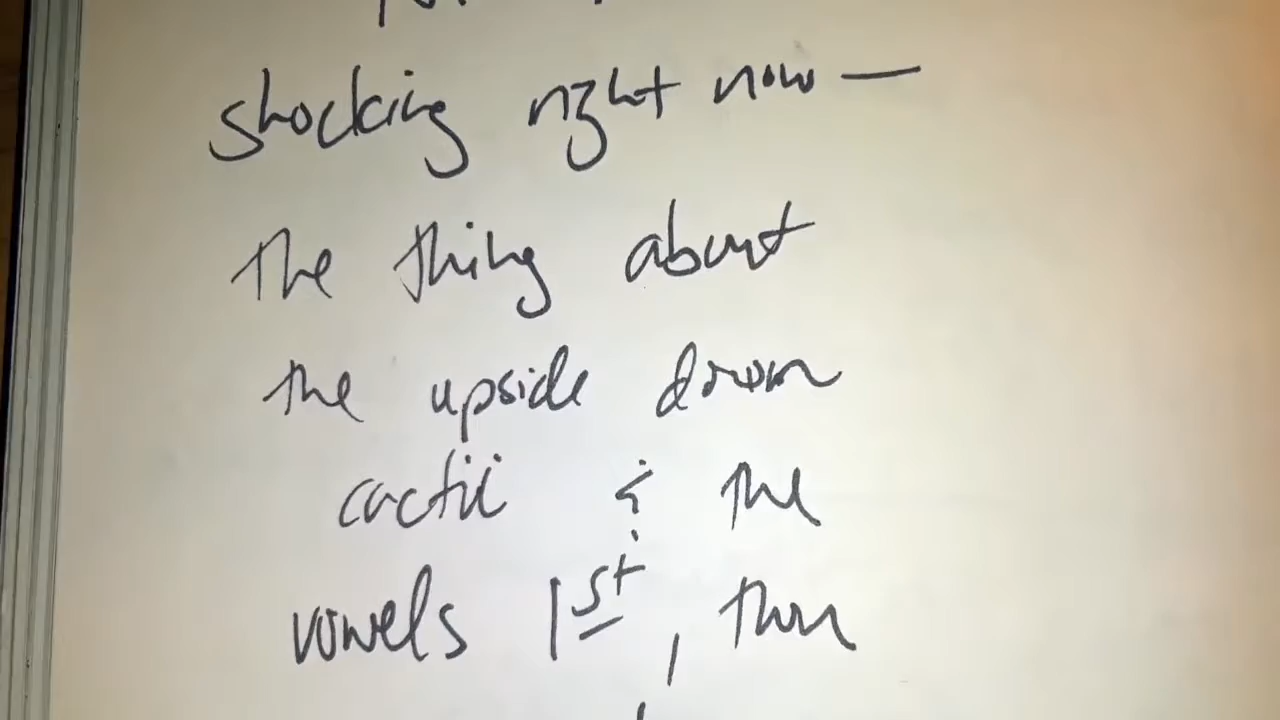 shocking right now —
the thing about
the upside down
cactii & the
vowels 1st, then